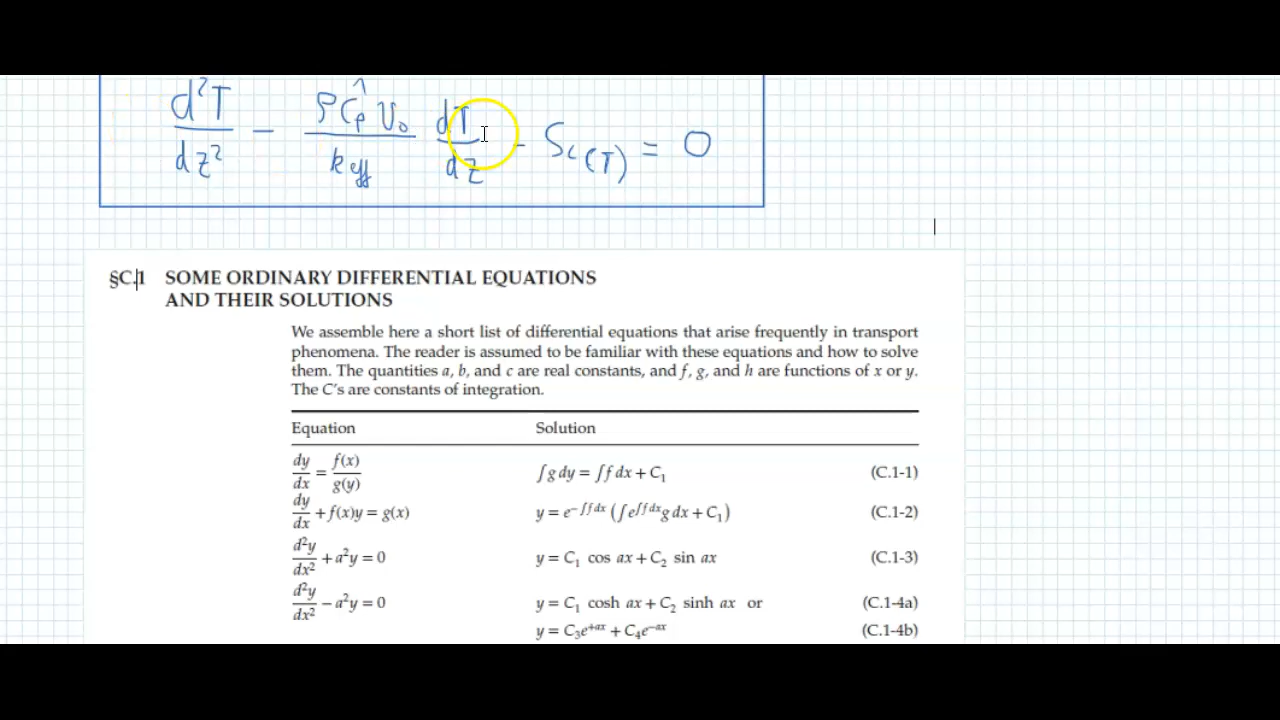 d²T/dz² − ρĈp v₀/keff dT/dz − Sc(T) = 0
§C.1 SOME ORDINARY DIFFERENTIAL EQUATIONS
AND THEIR SOLUTIONS
We assemble here a short list of differential equations that arise frequently in transport
phenomena. The reader is assumed to be familiar with these equations and how to solve
them. The quantities a, b, and c are real constants, and f, g, and h are functions of x or y.
The C's are constants of integration.
Equation Solution
dy/dx = f(x)/g(y) ∫g dy = ∫f dx + C₁ (C.1-1)
dy/dx + f(x)y = g(x) y = e^−∫f dx (∫e^∫f dx g dx + C₁) (C.1-2)
d²y/dx² + a²y = 0 y = C₁ cos ax + C₂ sin ax (C.1-3)
d²y/dx² − a²y = 0 y = C₁ cosh ax + C₂ sinh ax or (C.1-4a)
y = C₃e^+ax + C₄e^−ax (C.1-4b)